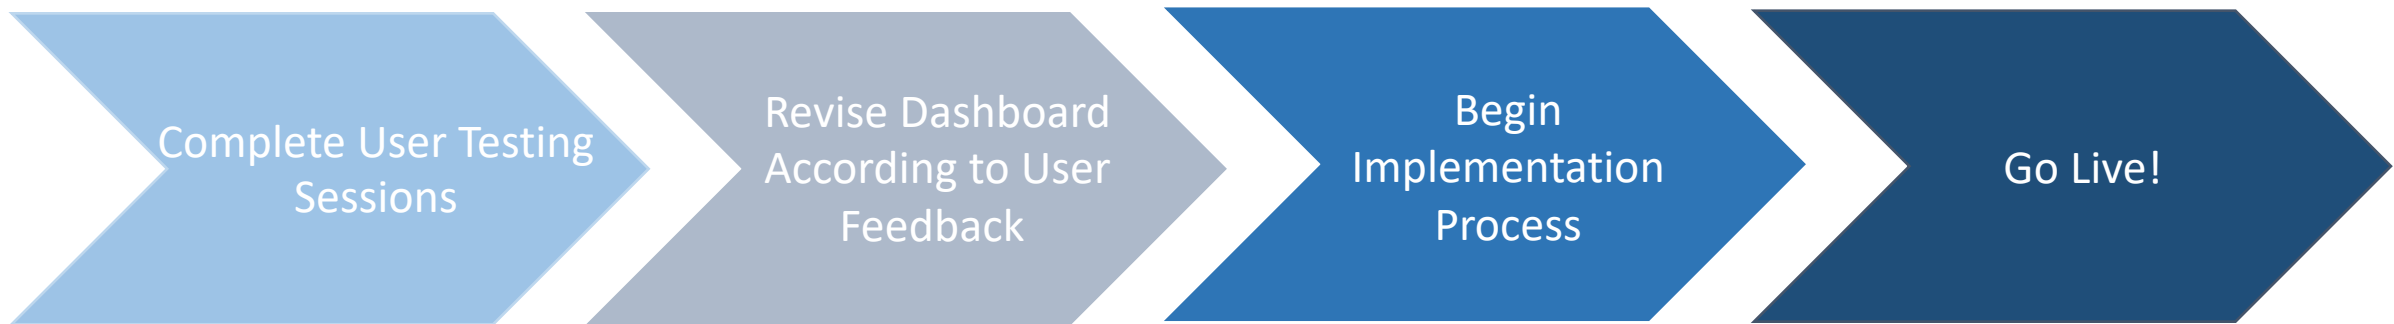 Complete User Testing
Sessions
Revise Dashboard
According to User
Feedback
Begin
Implementation
Process
Go Live!